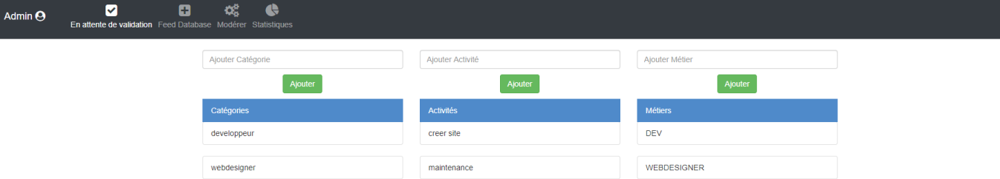 Admin
En attente de validation Feed Database Modérer Statistiques
Ajouter Catégorie Ajouter Activité Ajouter Métier
Ajouter Ajouter Ajouter
Catégories Activités Métiers
developpeur creer site DEV
webdesigner maintenance WEBDESIGNER